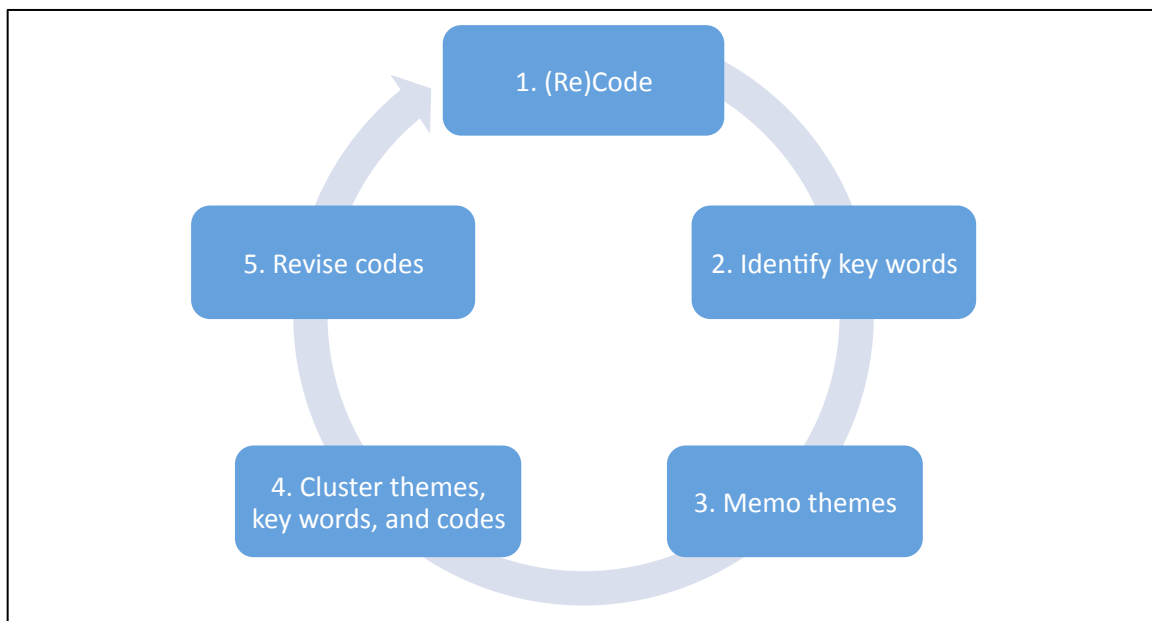 1. (Re)Code
2. Identify key words
3. Memo themes
4. Cluster themes,
key words, and codes
5. Revise codes